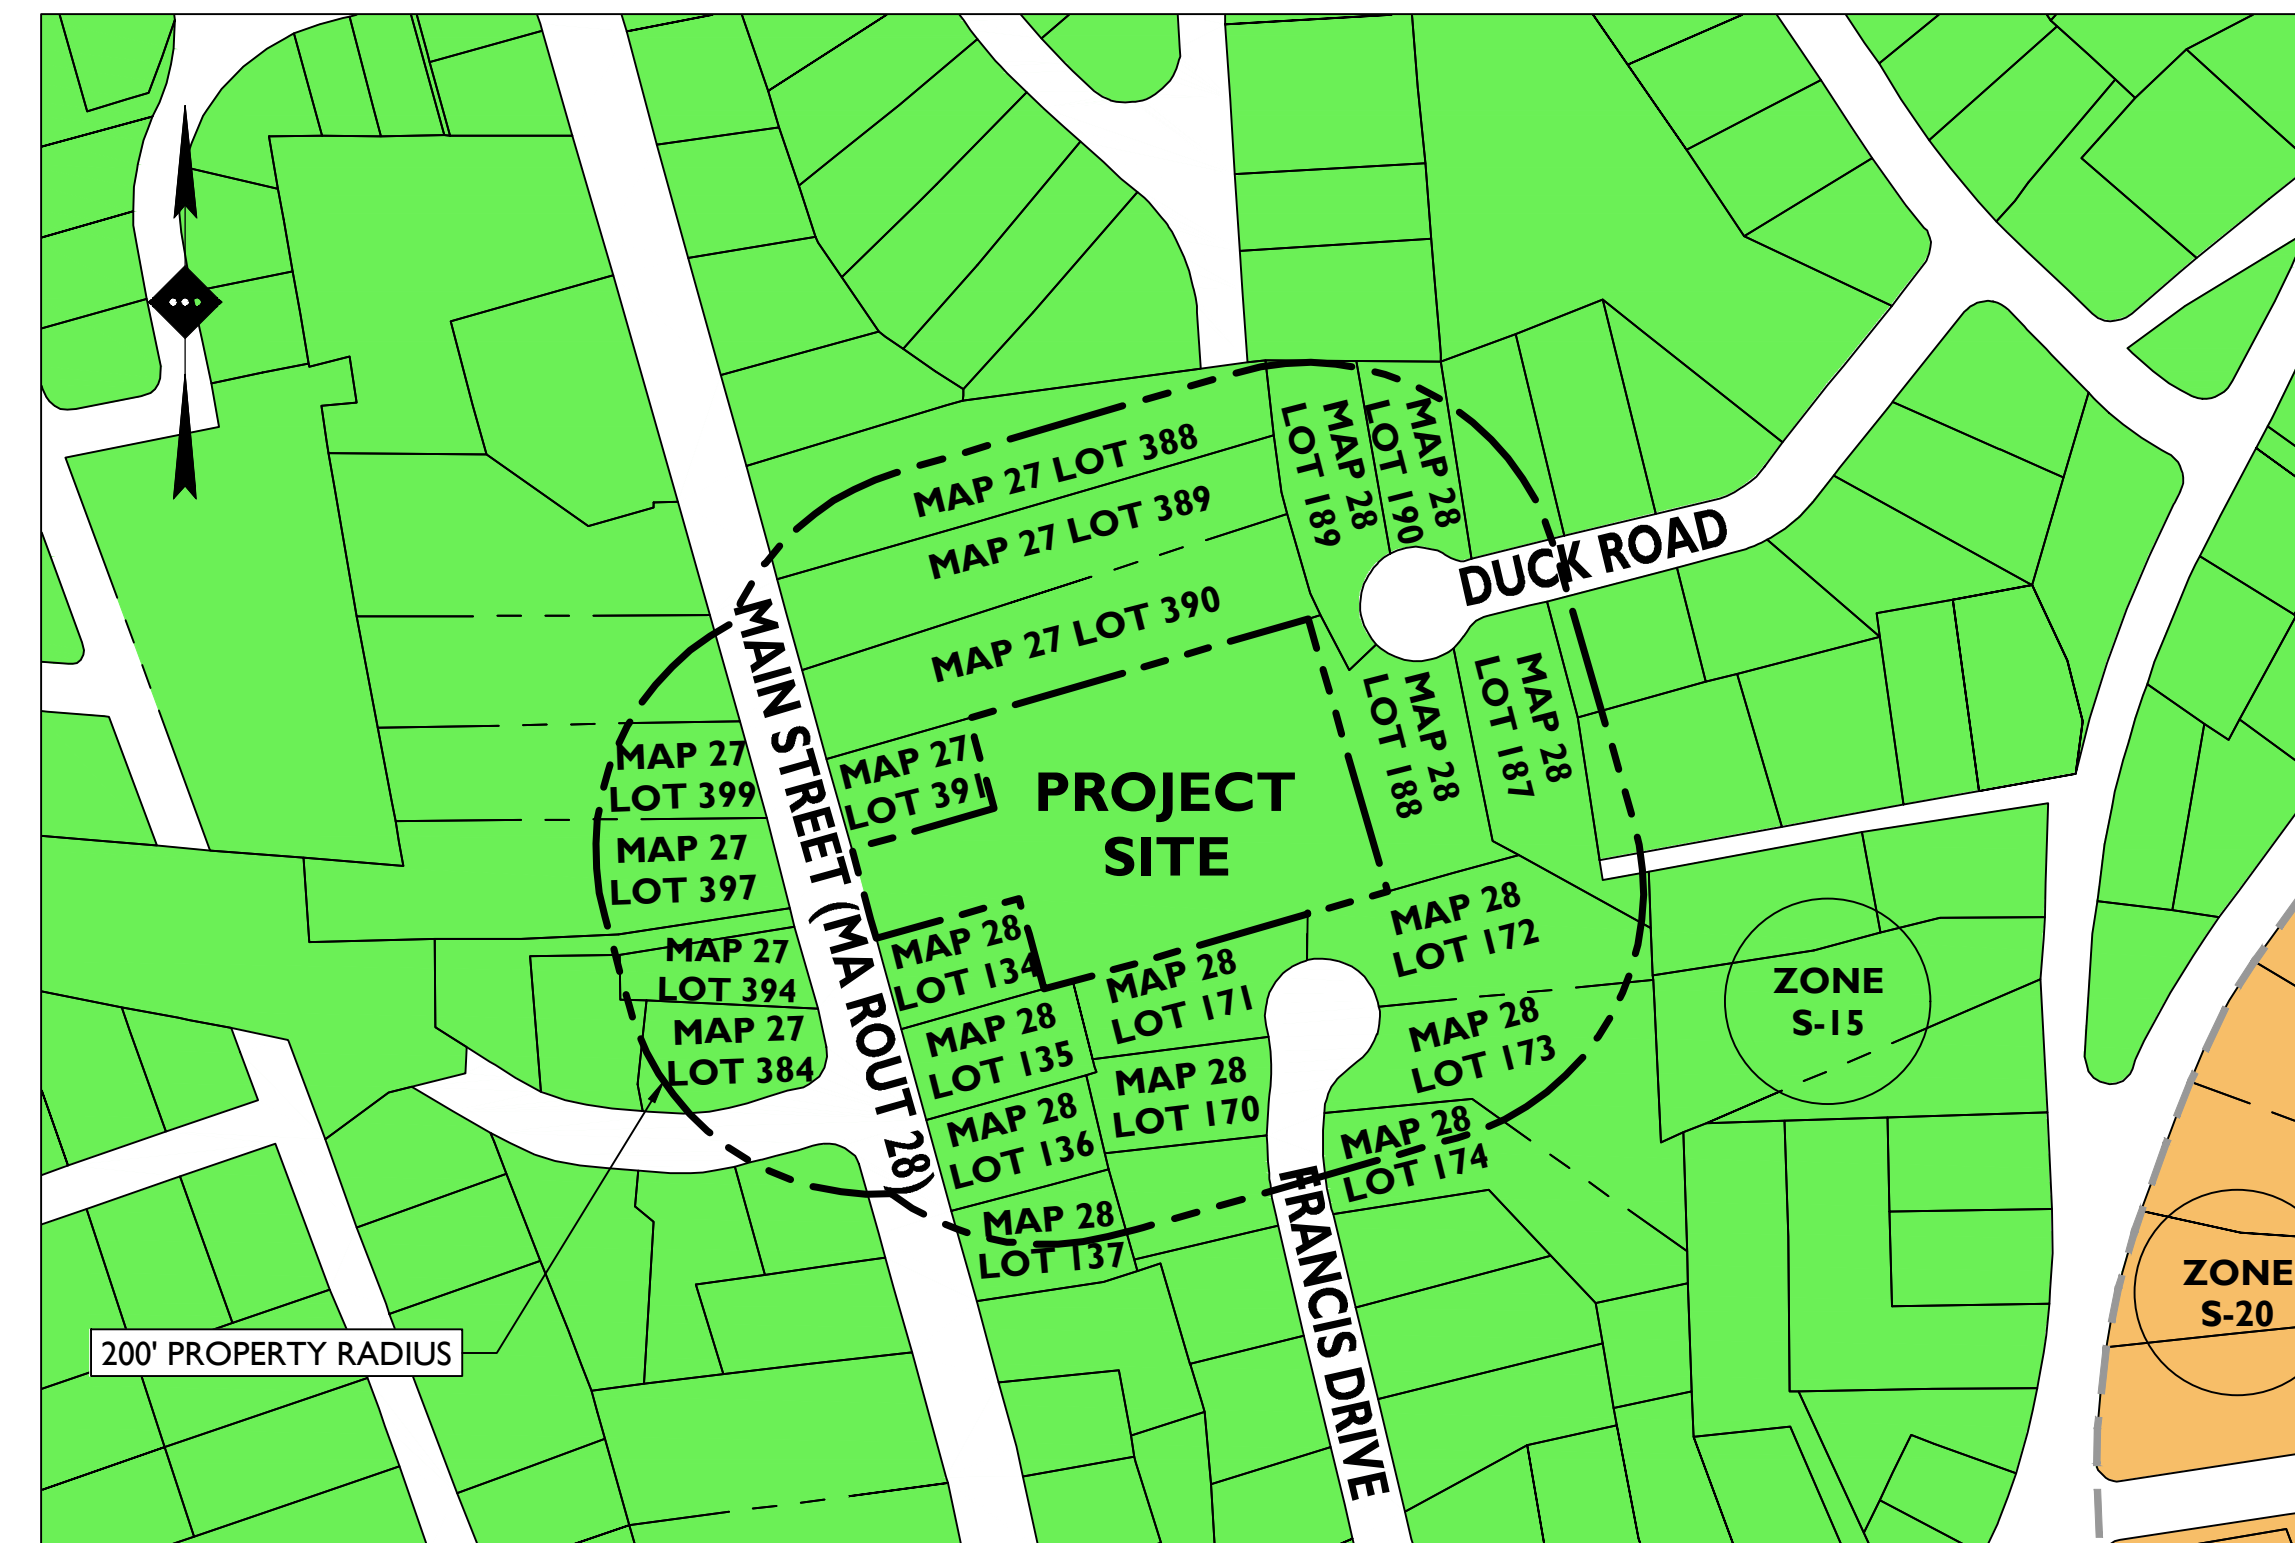 MAP 27 LOT 388
MAP 27 LOT 389
MAP 27 LOT 390
MAP 28
LOT 189
MAP 28
LOT 190
DUCK ROAD
MAIN STREET (MA ROUT 28)
MAP 27
LOT 399
MAP 27
LOT 391
PROJECT
SITE
MAP 28
LOT 188
MAP 28
LOT 187
MAP 27
LOT 397
MAP 27
LOT 394
MAP 27
LOT 384
MAP 28
LOT 134
MAP 28
LOT 171
MAP 28
LOT 172
ZONE
S-15
MAP 28
LOT 135
MAP 28
LOT 170
MAP 28
LOT 173
MAP 28
LOT 136
MAP 28
LOT 174
MAP 28
LOT 137
FRANCIS DRIVE
ZONE
S-20
200' PROPERTY RADIUS